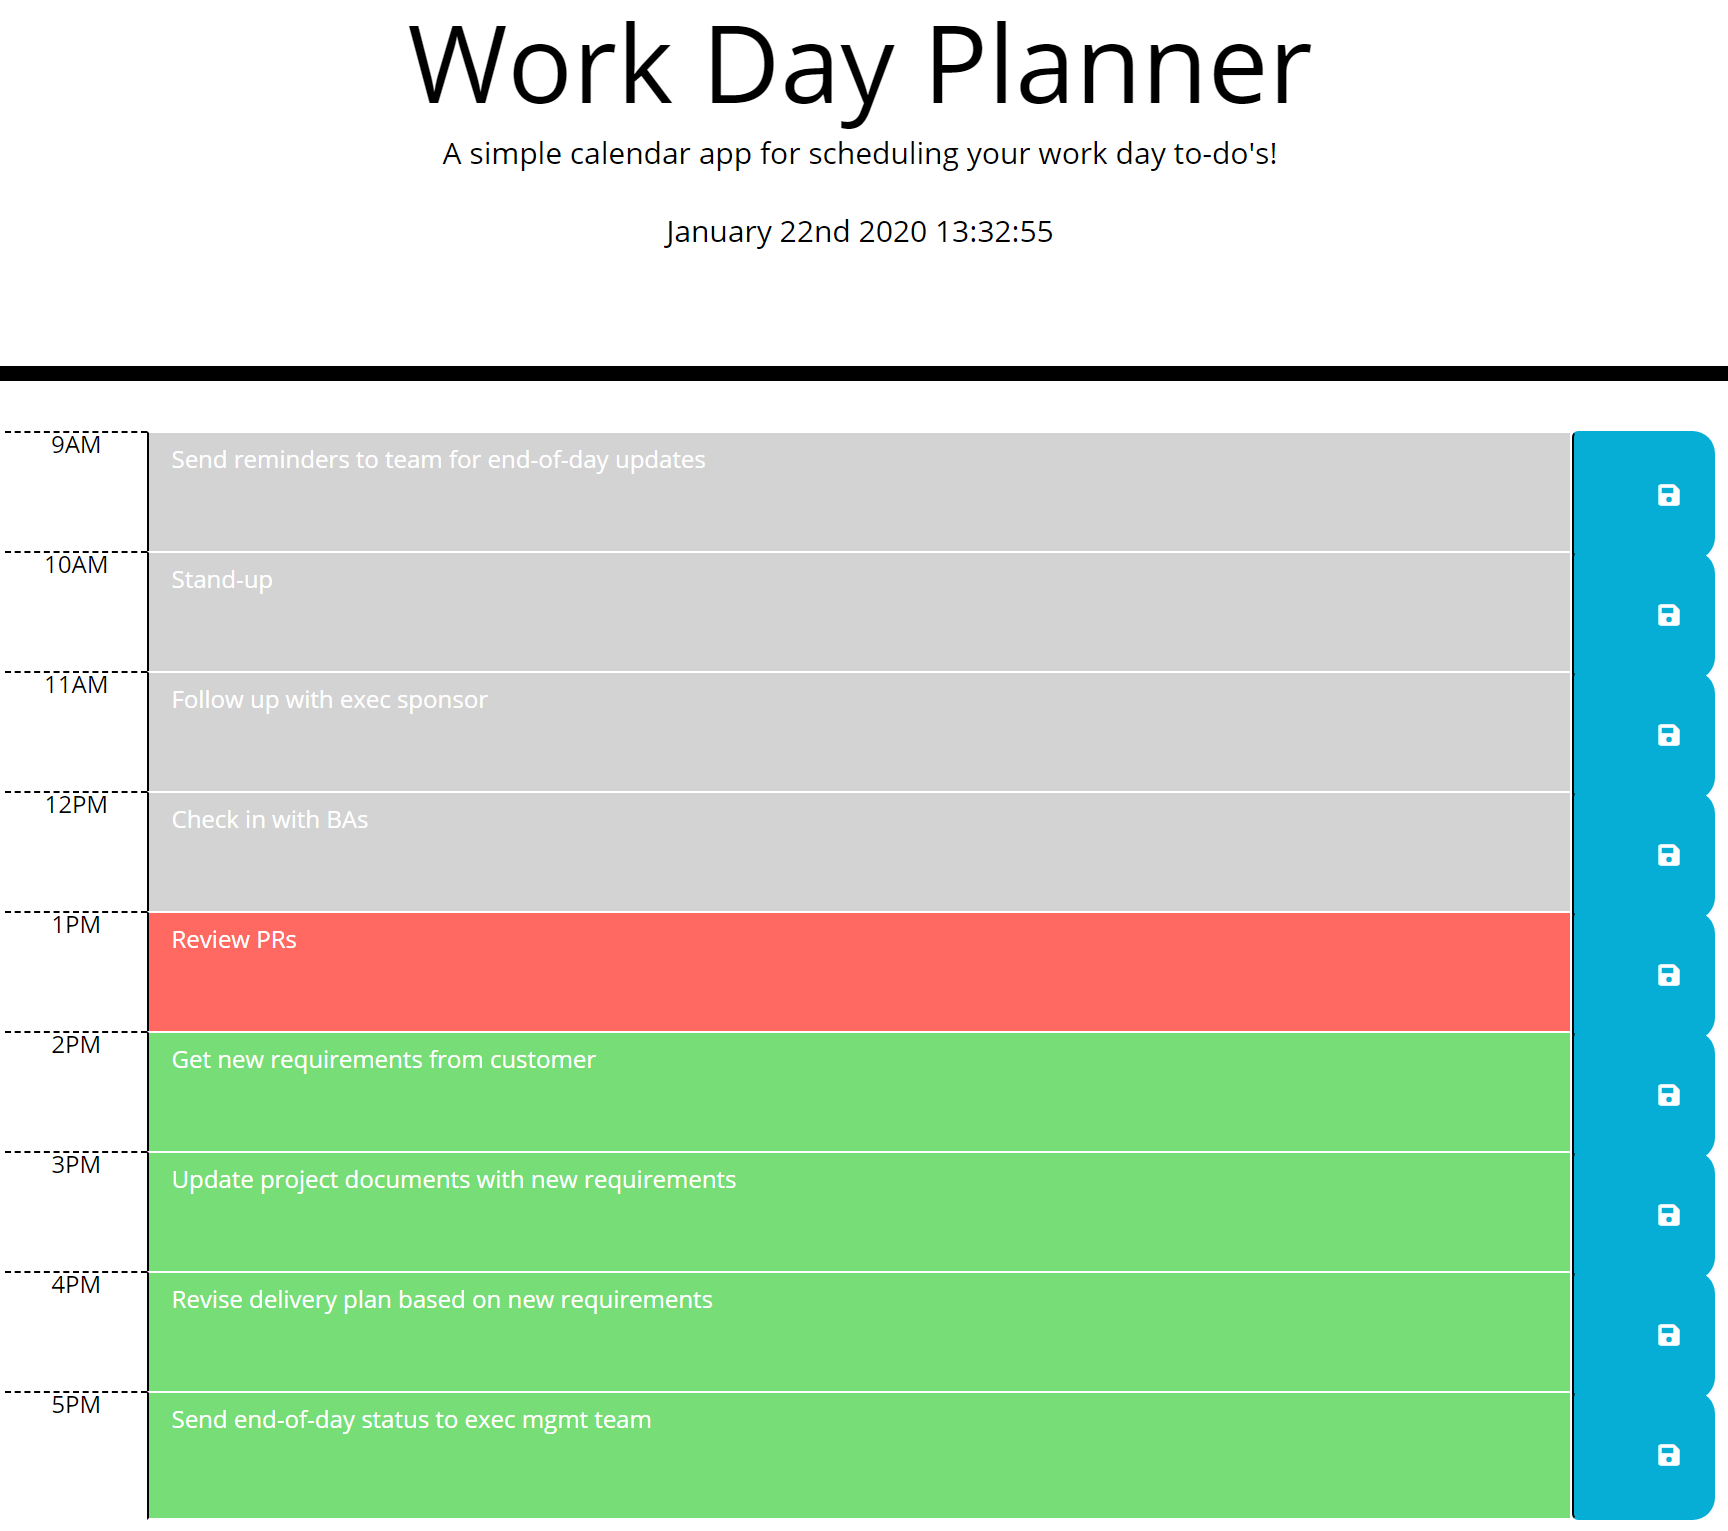 Work Day Planner
A simple calendar app for scheduling your work day to-do's!
January 22nd 2020 13:32:55
9AM
Send reminders to team for end-of-day updates
10AM
Stand-up
11AM
Follow up with exec sponsor
12PM
Check in with BAs
1PM
Review PRs
2PM
Get new requirements from customer
3PM
Update project documents with new requirements
4PM
Revise delivery plan based on new requirements
5PM
Send end-of-day status to exec mgmt team